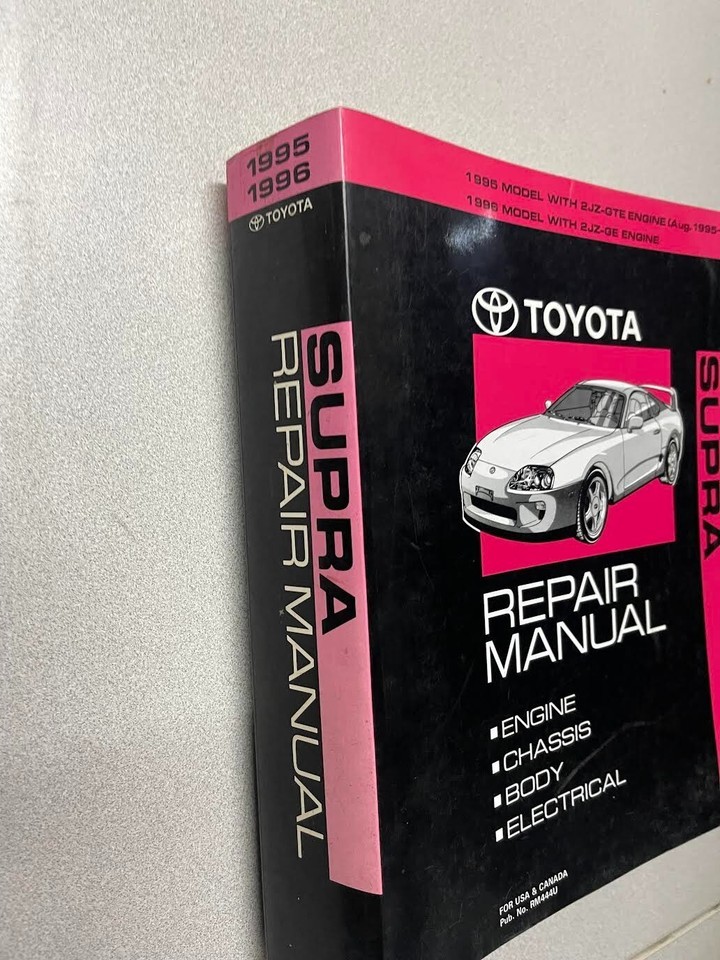 1995
1996
TOYOTA
SUPRA
REPAIR MANUAL
1995 MODEL WITH 2JZ-GTE ENGINE (Aug.1995-
1996 MODEL WITH 2JZ-GE ENGINE
TOYOTA
SUPRA
REPAIR
MANUAL
ENGINE
CHASSIS
BODY
ELECTRICAL
FOR USA & CANADA
Pub. No. RM444U